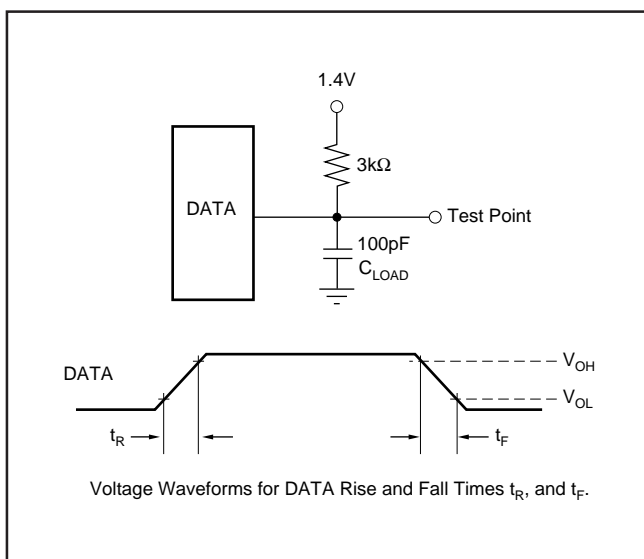 1.4V
3kΩ
DATA
Test Point
100pF
C_LOAD
DATA
V_OH
V_OL
t_R
t_F
Voltage Waveforms for DATA Rise and Fall Times t_R, and t_F.